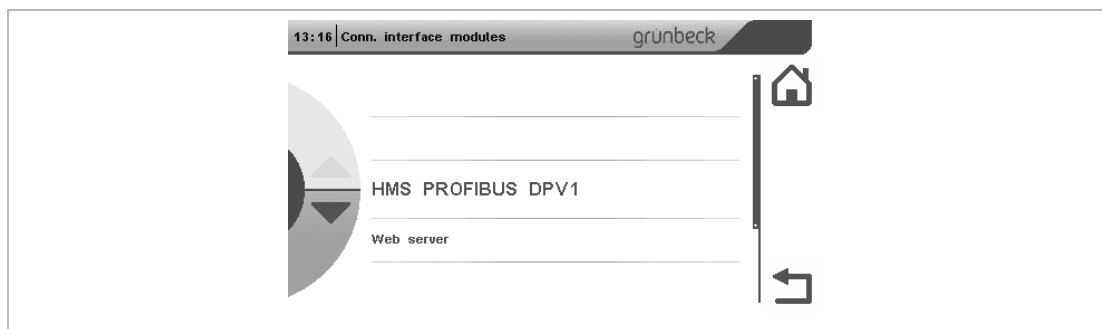 13:16 Conn. interface modules grünbeck
HMS PROFIBUS DPV1
Web server